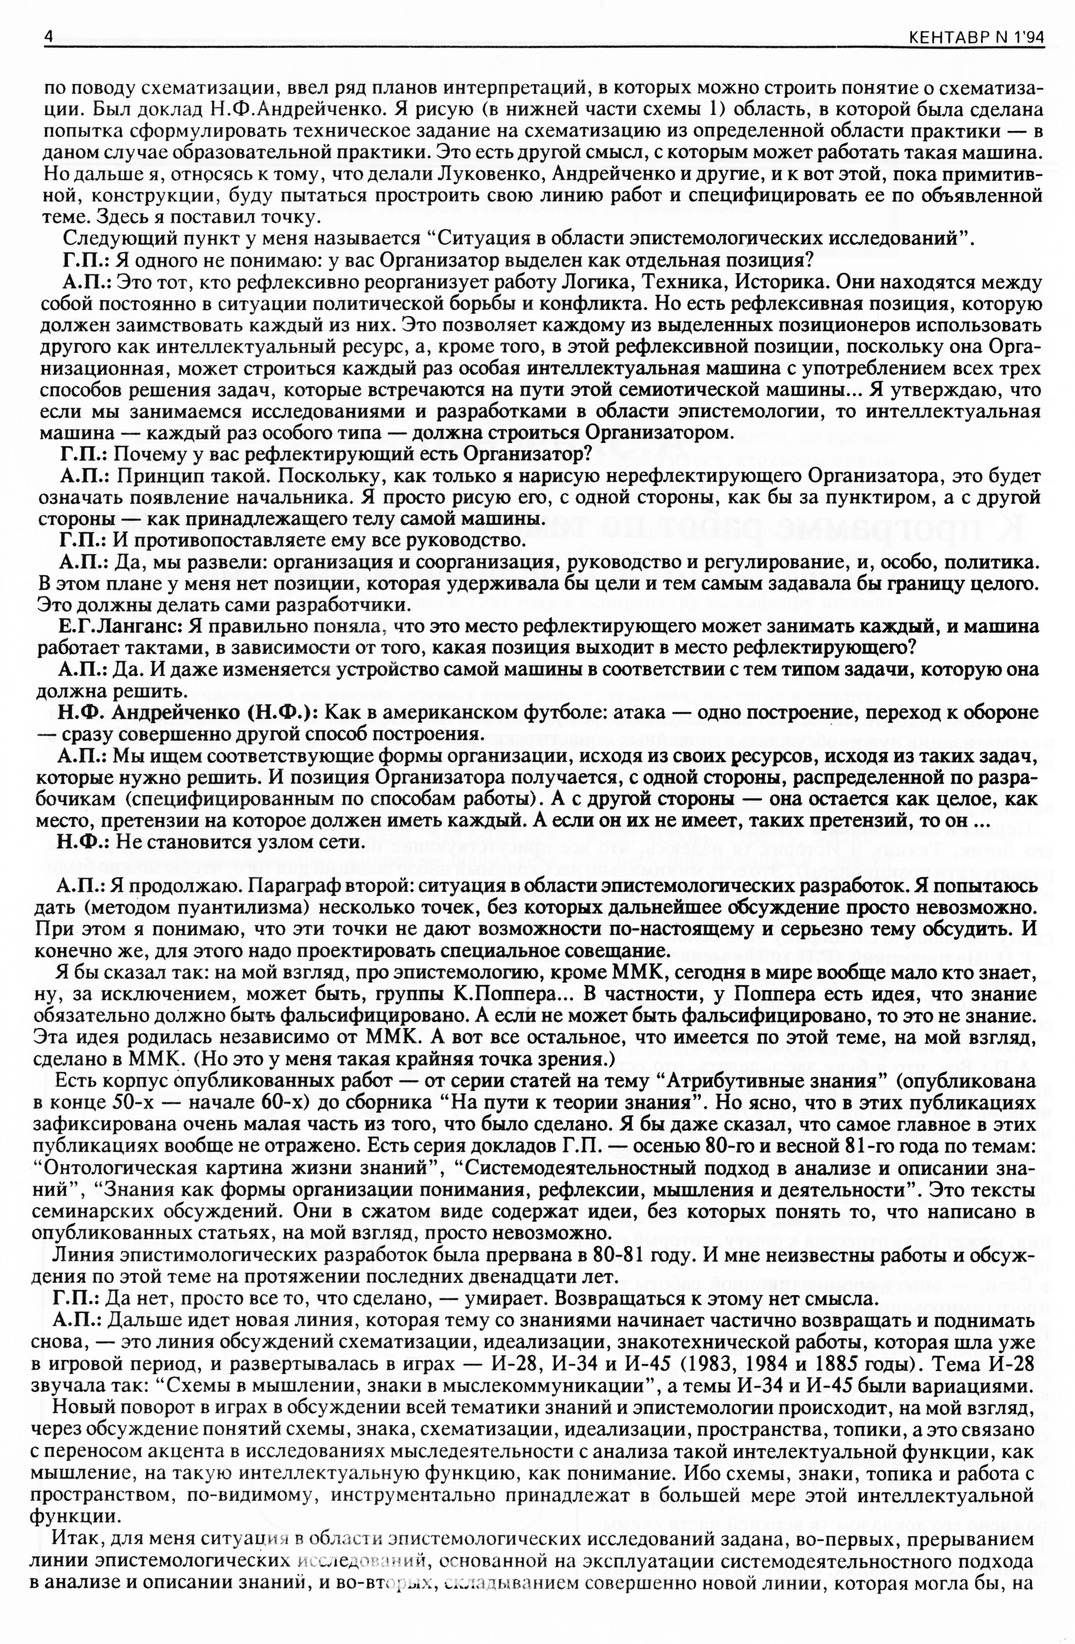 4
КЕНТАВР N 1'94
по поводу схематизации, ввел ряд планов интерпретаций, в которых можно строить понятие о схематиза-
ции. Был доклад Н.Ф.Андрейченко. Я рисую (в нижней части схемы 1) область, в которой была сделана
попытка сформулировать техническое задание на схематизацию из определенной области практики — в
даном случае образовательной практики. Это есть другой смысл, с которым может работать такая машина.
Но дальше я, относясь к тому, что делали Луковенко, Андрейченко и другие, и к вот этой, пока примитив-
ной, конструкции, буду пытаться простроить свою линию работ и специфицировать ее по объявленной
теме. Здесь я поставил точку.
Следующий пункт у меня называется “Ситуация в области эпистемологических исследований”.
Г.П.: Я одного не понимаю: у вас Организатор выделен как отдельная позиция?
А.П.: Это тот, кто рефлексивно реорганизует работу Логика, Техника, Историка. Они находятся между
собой постоянно в ситуации политической борьбы и конфликта. Но есть рефлексивная позиция, которую
должен заимствовать каждый из них. Это позволяет каждому из выделенных позиционеров использовать
другого как интеллектуальный ресурс, а, кроме того, в этой рефлексивной позиции, поскольку она Орга-
низационная, может строиться каждый раз особая интеллектуальная машина с употреблением всех трех
способов решения задач, которые встречаются на пути этой семиотической машины... Я утверждаю, что
если мы занимаемся исследованиями и разработками в области эпистемологии, то интеллектуальная
машина — каждый раз особого типа — должна строиться Организатором.
Г.П.: Почему у вас рефлектирующий есть Организатор?
А.П.: Принцип такой. Поскольку, как только я нарисую нерефлектирующего Организатора, это будет
означать появление начальника. Я просто рисую его, с одной стороны, как бы за пунктиром, а с другой
стороны — как принадлежащего телу самой машины.
Г.П.: И противопоставляете ему все руководство.
А.П.: Да, мы развели: организация и соорганизация, руководство и регулирование, и, особо, политика.
В этом плане у меня нет позиции, которая удерживала бы цели и тем самым задавала бы границу целого.
Это должны делать сами разработчики.
Е.Г.Ланганс: Я правильно поняла, что это место рефлектирующего может занимать каждый, и машина
работает тактами, в зависимости от того, какая позиция выходит в место рефлектирующего?
А.П.: Да. И даже изменяется устройство самой машины в соответствии с тем типом задачи, которую она
должна решить.
Н.Ф. Андрейченко (Н.Ф.): Как в американском футболе: атака — одно построение, переход к обороне
— сразу совершенно другой способ построения.
А.П.: Мы ищем соответствующие формы организации, исходя из своих ресурсов, исходя из таких задач,
которые нужно решить. И позиция Организатора получается, с одной стороны, распределенной по разра-
бочикам (специфицированным по способам работы). А с другой стороны — она остается как целое, как
место, претензии на которое должен иметь каждый. А если он их не имеет, таких претензий, то он ...
Н.Ф.: Не становится узлом сети.
А.П.: Я продолжаю. Параграф второй: ситуация в области эпистемологических разработок. Я попытаюсь
дать (методом пуантилизма) несколько точек, без которых дальнейшее обсуждение просто невозможно.
При этом я понимаю, что эти точки не дают возможности по-настоящему и серьезно тему обсудить. И
конечно же, для этого надо проектировать специальное совещание.
Я бы сказал так: на мой взгляд, про эпистемологию, кроме ММК, сегодня в мире вообще мало кто знает,
ну, за исключением, может быть, группы К.Поппера... В частности, у Поппера есть идея, что знание
обязательно должно быть фальсифицировано. А если не может быть фальсифицировано, то это не знание.
Эта идея родилась независимо от ММК. А вот все остальное, что имеется по этой теме, на мой взгляд,
сделано в ММК. (Но это у меня такая крайняя точка зрения.)
Есть корпус опубликованных работ — от серии статей на тему “Атрибутивные знания” (опубликована
в конце 50-х — начале 60-х) до сборника “На пути к теории знания”. Но ясно, что в этих публикациях
зафиксирована очень малая часть из того, что было сделано. Я бы даже сказал, что самое главное в этих
публикациях вообще не отражено. Есть серия докладов Г.П. — осенью 80-го и весной 81-го года по темам:
“Онтологическая картина жизни знаний”, “Системодеятельностный подход в анализе и описании зна-
ний”, “Знания как формы организации понимания, рефлексии, мышления и деятельности”. Это тексты
семинарских обсуждений. Они в сжатом виде содержат идеи, без которых понять то, что написано в
опубликованных статьях, на мой взгляд, просто невозможно.
Линия эпистимологических разработок была прервана в 80-81 году. И мне неизвестны работы и обсуж-
дения по этой теме на протяжении последних двенадцати лет.
Г.П.: Да нет, просто все то, что сделано, — умирает. Возвращаться к этому нет смысла.
А.П.: Дальше идет новая линия, которая тему со знаниями начинает частично возвращать и поднимать
снова, — это линия обсуждений схематизации, идеализации, знакотехнической работы, которая шла уже
в игровой период, и развертывалась в играх — И-28, И-34 и И-45 (1983, 1984 и 1885 годы). Тема И-28
звучала так: “Схемы в мышлении, знаки в мыслекоммуникации”, а темы И-34 и И-45 были вариациями.
Новый поворот в играх в обсуждении всей тематики знаний и эпистемологии происходит, на мой взгляд,
через обсуждение понятий схемы, знака, схематизации, идеализации, пространства, топики, а это связано
с переносом акцента в исследованиях мыследеятельности с анализа такой интелектуальной функции, как
мышление, на такую интеллектуальную функцию, как понимание. Ибо схемы, знаки, топика и работа с
пространством, по-видимому, инструментально принадлежат в большей мере этой интеллектуальной
функции.
Итак, для меня ситуация в области эпистемологических исследований задана, во-первых, прерыванием
линии эпистемологических исследований, основанной на эксплуатации системодеятельностного подхода
в анализе и описании знаний, и во-вторых, складыванием совершенно новой линии, которая могла бы, на